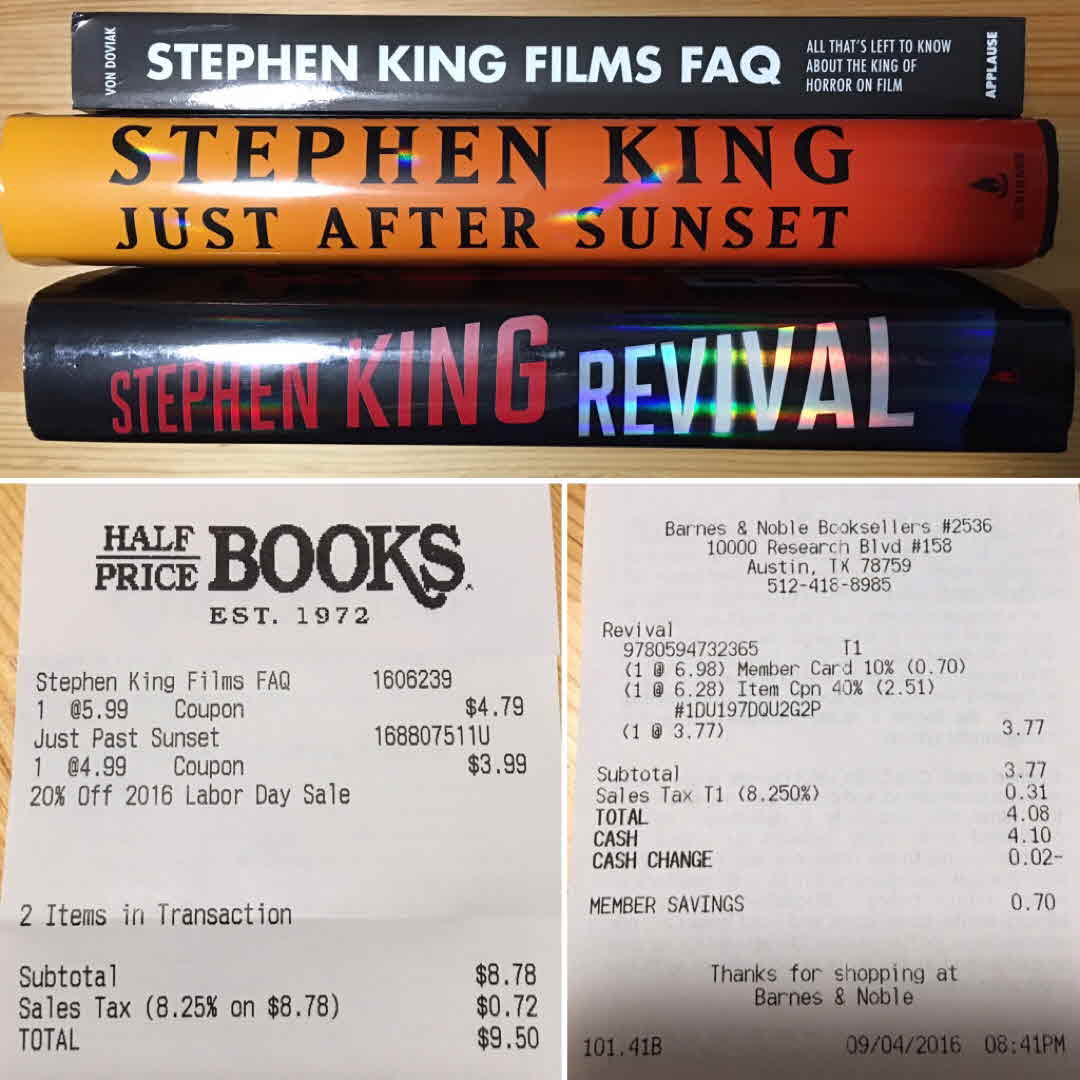 VON DOVIAK
STEPHEN KING FILMS FAQ
ALL THAT'S LEFT TO KNOW
ABOUT THE KING OF
HORROR ON FILM
APPLAUSE
STEPHEN KING
JUST AFTER SUNSET
SCRIBNER
STEPHEN KING REVIVAL
HALF
PRICE
BOOKS
EST. 1972
Stephen King Films FAQ 1606239
1 @5.99 Coupon $4.79
Just Past Sunset 168807511U
1 @4.99 Coupon $3.99
20% Off 2016 Labor Day Sale
2 Items in Transaction
Subtotal $8.78
Sales Tax (8.25% on $8.78) $0.72
TOTAL $9.50
Barnes & Noble Booksellers #2536
10000 Research Blvd #158
Austin, TX 78759
512-418-8985
Revival
9780594732365 T1
(1 @ 6.98) Member Card 10% (0.70)
(1 @ 6.28) Item Cpn 40% (2.51)
#1DU197DQU2G2P
(1 @ 3.77) 3.77
Subtotal 3.77
Sales Tax T1 (8.250%) 0.31
TOTAL 4.08
CASH 4.10
CASH CHANGE 0.02-
MEMBER SAVINGS 0.70
Thanks for shopping at
Barnes & Noble
101.41B 09/04/2016 08:41PM